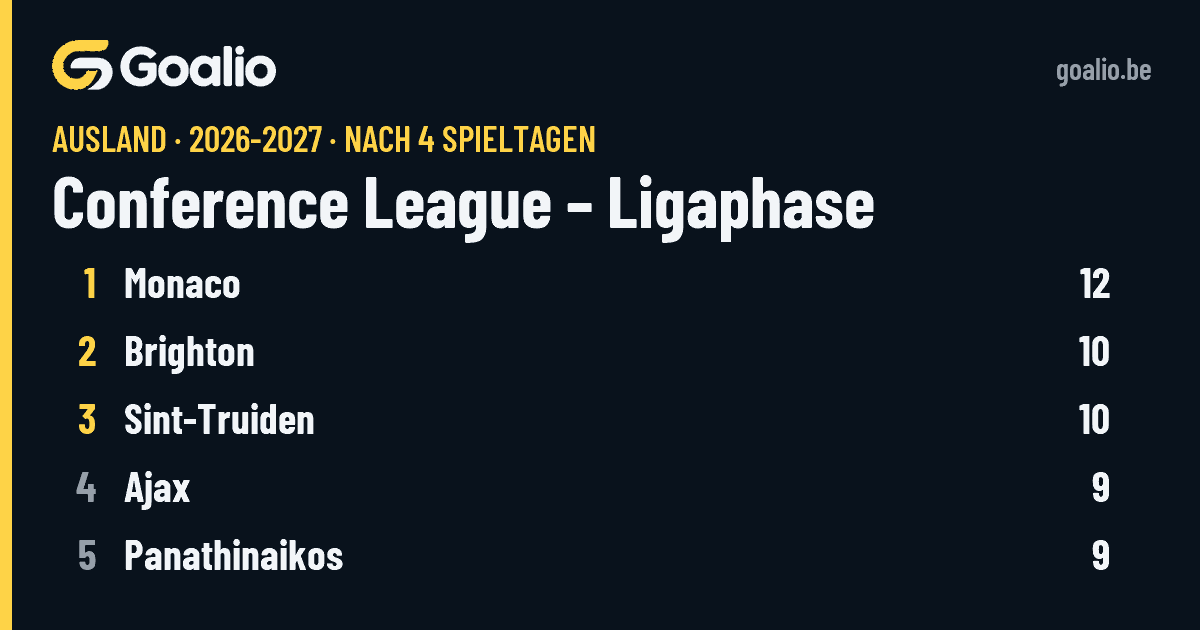 Goalio
goalio.be
AUSLAND · 2026-2027 · NACH 4 SPIELTAGEN
Conference League – Ligaphase
1 Monaco 12
2 Brighton 10
3 Sint-Truiden 10
4 Ajax 9
5 Panathinaikos 9